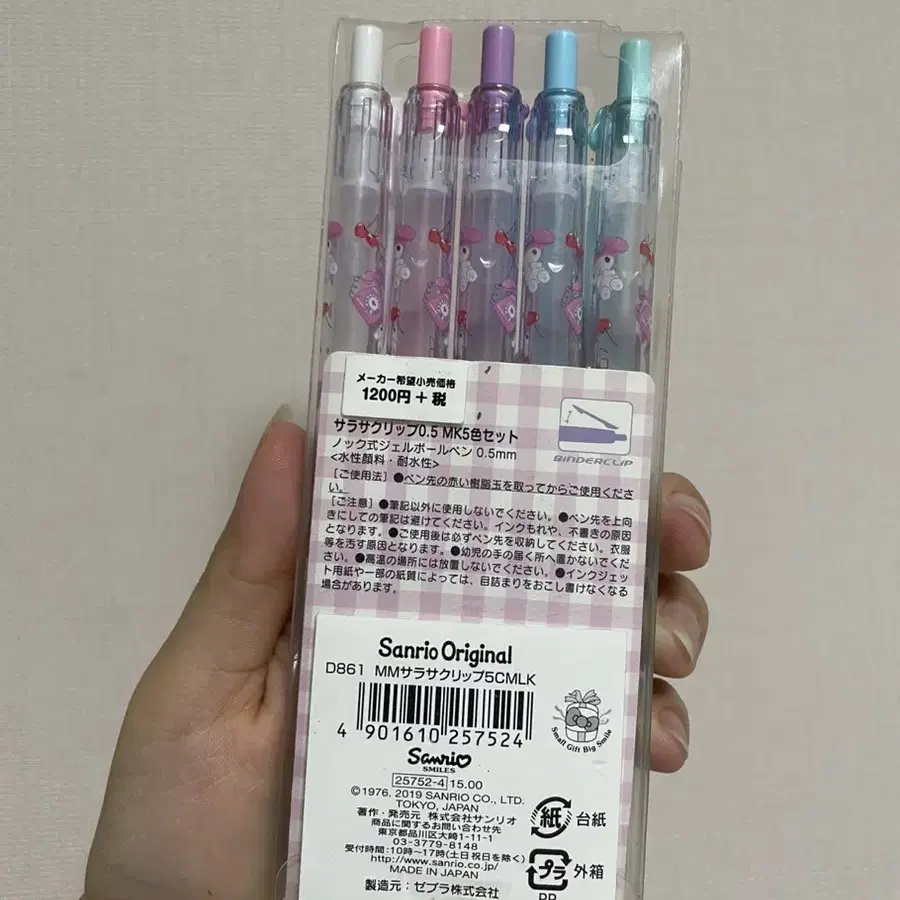 メーカー希望小売価格
1200円+税
サラサクリップ0.5 MK5色セット
ノック式ジェルボールペン 0.5mm
<水性顔料・耐水性>
BINDERCLIP
[ご使用法] ●ペン先の赤い樹脂玉を取ってからご使用くださ
い。
[ご注意] ●筆記以外に使用しないでください。●ペン先を上向
きにしての筆記は避けてください。インクもれや、不書きの原因
となります。●ご使用後は必ずペン先を収納してください。衣服
等を汚す原因となります。●幼児の手の届く所へ置かないでくだ
さい。●高温の場所には放置しないでください。●インクジェッ
ト用紙や一部の紙質によっては、目詰まりをおこし書けなくなる
場合があります。
Sanrio Original
D861 MMサラサクリップ5CMLK
4 901610 257524
Small Gift Big Smile
Sanrio
SMILES
25752-4 15.00
©1976, 2019 SANRIO CO., LTD.
TOKYO, JAPAN
著作・発売元 株式会社サンリオ
商品に関するお問い合わせ先
東京都品川区大崎1-11-1
03-3779-8148
受付時間:10時~17時(土日祝日を除く)
http://www.sanrio.co.jp/
MADE IN JAPAN
製造元:ゼブラ株式会社
紙 台紙
プラ 外箱
PP